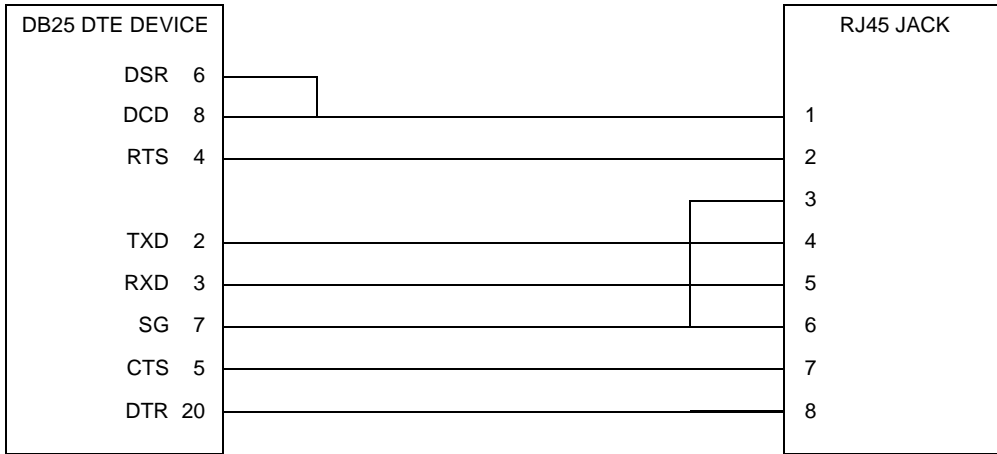 DB25 DTE DEVICE RJ45 JACK
DSR 6
DCD 8 1
RTS 4 2
3
TXD 2 4
RXD 3 5
SG 7 6
CTS 5 7
DTR 20 8